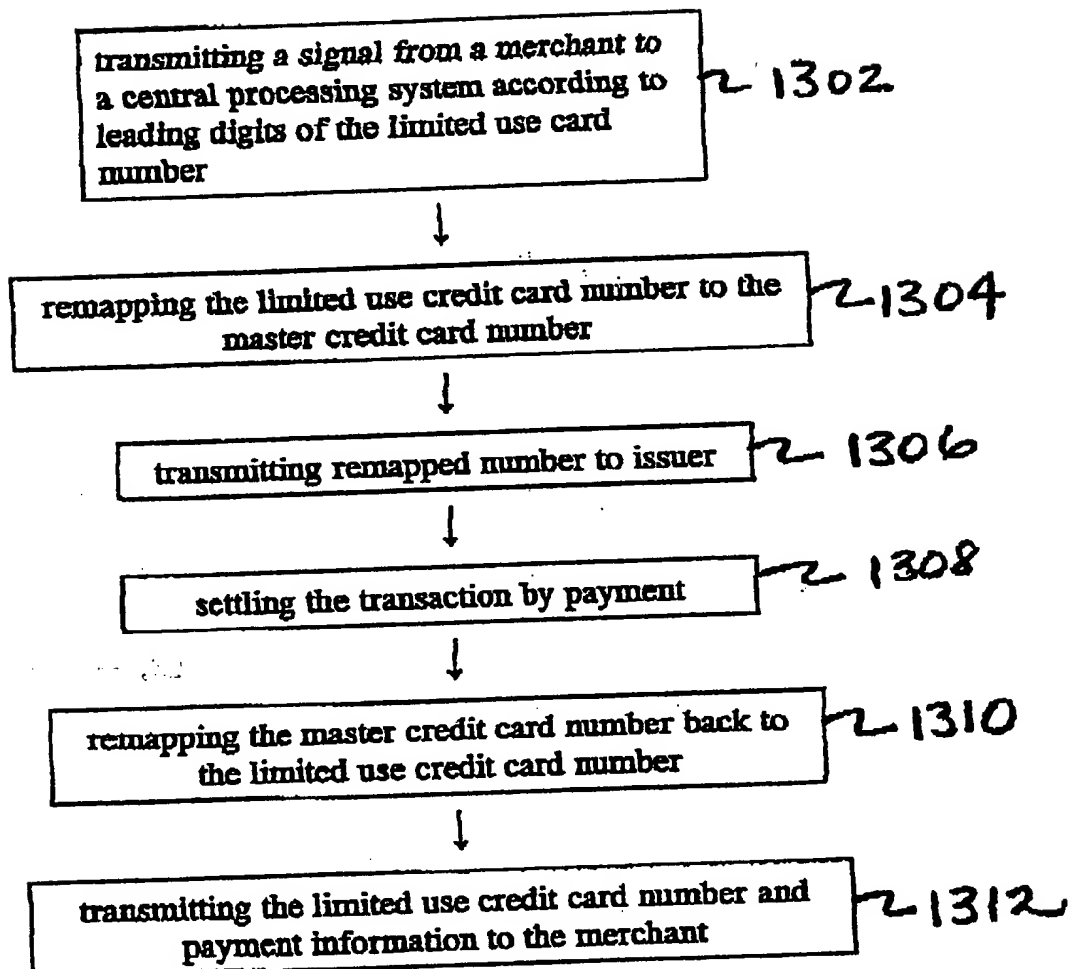 transmitting a signal from a merchant to
a central processing system according to
leading digits of the limited use card
number
1302
remapping the limited use credit card number to the
master credit card number
1304
transmitting remapped number to issuer
1306
settling the transaction by payment
1308
remapping the master credit card number back to
the limited use credit card number
1310
transmitting the limited use credit card number and
payment information to the merchant
1312